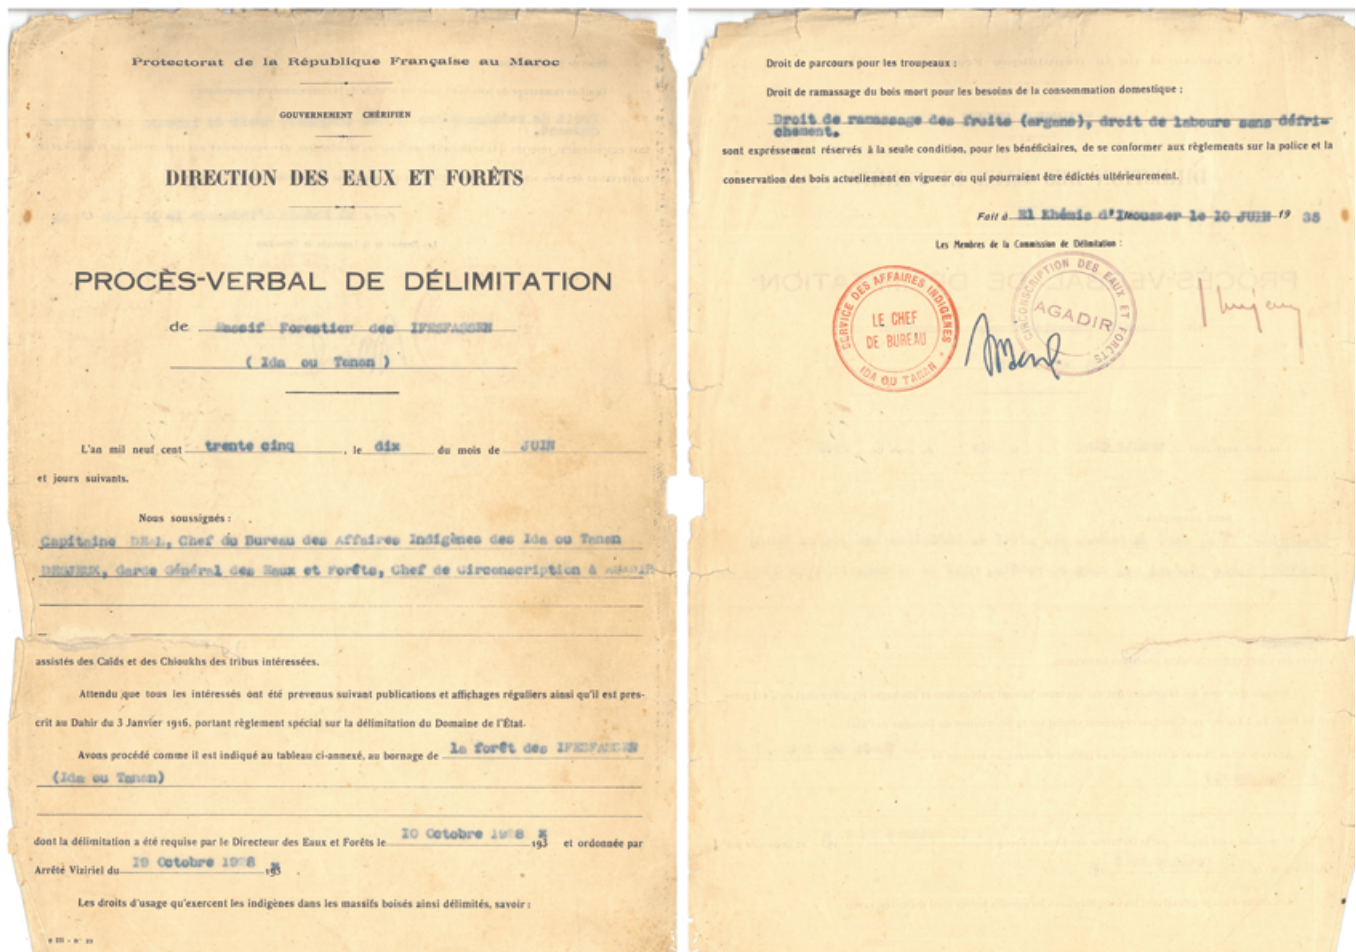 Protectorat de la République Française au Maroc
GOUVERNEMENT CHÉRIFIEN
DIRECTION DES EAUX ET FORÊTS
PROCÈS-VERBAL DE DÉLIMITATION
de Massif Forestier des IFESFASSEN
( Ida ou Tanan )
L'an mil neuf cent trente cinq , le dix du mois de JUIN
et jours suivants.
Nous soussignés :
Capitaine , Chef du Bureau des Affaires Indigènes des Ida ou Tanan
Garde Général des Eaux et Forêts, Chef de Circonscription à AGADIR
assistés des Caïds et des Chioukhs des tribus intéressées.
Attendu que tous les intéressés ont été prevenus suivant publications et affichages réguliers ainsi qu'il est pres-
crit au Dahir du 3 Janvier 1916, portant règlement spécial sur la délimitation du Domaine de l'État.
Avons procédé comme il est indiqué au tableau ci-annexé, au bornage de la forêt des IFESFASSEN
(Ida ou Tanan)
dont la délimitation a été requise par le Directeur des Eaux et Forêts le 10 Octobre 193 et ordonnée par
Arrêté Viziriel du 19 Octobre 193
Les droits d'usage qu'exercent les indigènes dans les massifs boisés ainsi délimités, savoir :
Droit de parcours pour les troupeaux :
Droit de ramassage du bois mort pour les besoins de la consommation domestique :
Droit de ramassage des fruits (argans), droit de labours sans défri-
chement.
sont expréssement réservés à la seule condition, pour les bénéficiaires, de se conformer aux règlements sur la police et la
conservation des bois actuellement en vigueur ou qui pourraient être édictés ultérieurement.
Fait à El Khémis d' le 10 JUIN 19 35
Les Membres de la Commission de Délimitation :
SERVICE DES AFFAIRES INDIGÈNES
LE CHEF
DE BUREAU
IDA OU TANAN
CIRCONSCRIPTION DES EAUX ET FORÊTS
AGADIR